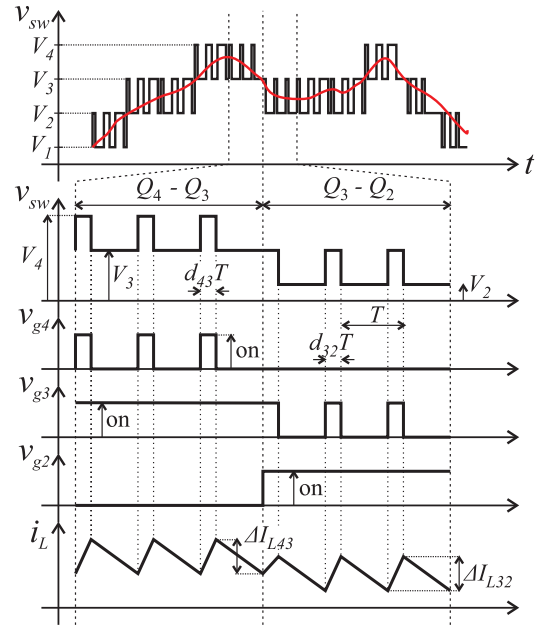 v_sw
V_4
V_3
V_2
V_1
t
Q_4 - Q_3
Q_3 - Q_2
v_sw
V_4
V_3
d_43T
V_2
v_g4
on
d_32T
T
v_g3
on
v_g2
on
i_L
ΔI_L43
ΔI_L32